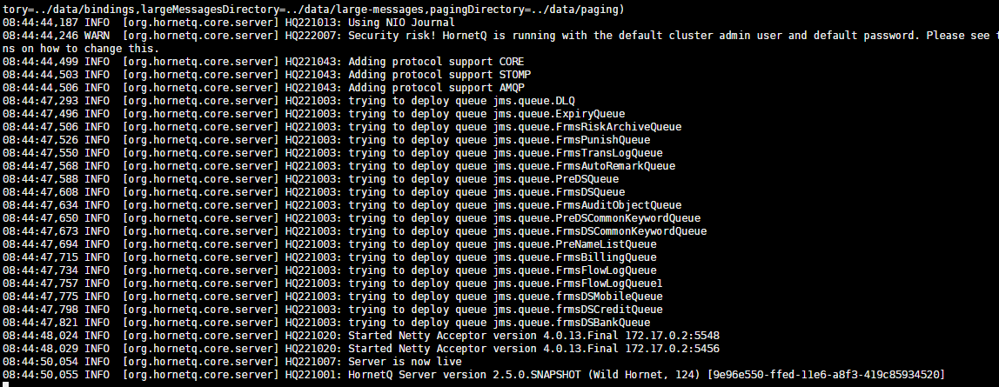 tory=../data/bindings,largeMessagesDirectory=../data/large-messages,pagingDirectory=../data/paging)
08:44:44,187 INFO  [org.hornetq.core.server] HQ221013: Using NIO Journal
08:44:44,246 WARN  [org.hornetq.core.server] HQ222007: Security risk! HornetQ is running with the default cluster admin user and default password. Please see
ns on how to change this.
08:44:44,499 INFO  [org.hornetq.core.server] HQ221043: Adding protocol support CORE
08:44:44,503 INFO  [org.hornetq.core.server] HQ221043: Adding protocol support STOMP
08:44:44,506 INFO  [org.hornetq.core.server] HQ221043: Adding protocol support AMQP
08:44:47,293 INFO  [org.hornetq.core.server] HQ221003: trying to deploy queue jms.queue.DLQ
08:44:47,496 INFO  [org.hornetq.core.server] HQ221003: trying to deploy queue jms.queue.ExpiryQueue
08:44:47,506 INFO  [org.hornetq.core.server] HQ221003: trying to deploy queue jms.queue.FrmsRiskArchiveQueue
08:44:47,526 INFO  [org.hornetq.core.server] HQ221003: trying to deploy queue jms.queue.FrmsPunishQueue
08:44:47,550 INFO  [org.hornetq.core.server] HQ221003: trying to deploy queue jms.queue.FrmsTransLogQueue
08:44:47,568 INFO  [org.hornetq.core.server] HQ221003: trying to deploy queue jms.queue.FrmsAutoRemarkQueue
08:44:47,588 INFO  [org.hornetq.core.server] HQ221003: trying to deploy queue jms.queue.PreDSQueue
08:44:47,608 INFO  [org.hornetq.core.server] HQ221003: trying to deploy queue jms.queue.FrmsDSQueue
08:44:47,634 INFO  [org.hornetq.core.server] HQ221003: trying to deploy queue jms.queue.FrmsAuditObjectQueue
08:44:47,650 INFO  [org.hornetq.core.server] HQ221003: trying to deploy queue jms.queue.PreDSCommonKeywordQueue
08:44:47,673 INFO  [org.hornetq.core.server] HQ221003: trying to deploy queue jms.queue.FrmsDSCommonKeywordQueue
08:44:47,694 INFO  [org.hornetq.core.server] HQ221003: trying to deploy queue jms.queue.PreNameListQueue
08:44:47,715 INFO  [org.hornetq.core.server] HQ221003: trying to deploy queue jms.queue.FrmsBillingQueue
08:44:47,734 INFO  [org.hornetq.core.server] HQ221003: trying to deploy queue jms.queue.FrmsFlowLogQueue
08:44:47,757 INFO  [org.hornetq.core.server] HQ221003: trying to deploy queue jms.queue.FrmsFlowLogQueue1
08:44:47,775 INFO  [org.hornetq.core.server] HQ221003: trying to deploy queue jms.queue.frmsDSMobileQueue
08:44:47,798 INFO  [org.hornetq.core.server] HQ221003: trying to deploy queue jms.queue.frmsDSCreditQueue
08:44:47,821 INFO  [org.hornetq.core.server] HQ221003: trying to deploy queue jms.queue.frmsDSBankQueue
08:44:48,024 INFO  [org.hornetq.core.server] HQ221020: Started Netty Acceptor version 4.0.13.Final 172.17.0.2:5548
08:44:48,029 INFO  [org.hornetq.core.server] HQ221020: Started Netty Acceptor version 4.0.13.Final 172.17.0.2:5456
08:44:50,054 INFO  [org.hornetq.core.server] HQ221007: Server is now live
08:44:50,055 INFO  [org.hornetq.core.server] HQ221001: HornetQ Server version 2.5.0.SNAPSHOT (Wild Hornet, 124) [9e96e550-ffed-11e6-a8f3-419c85934520]